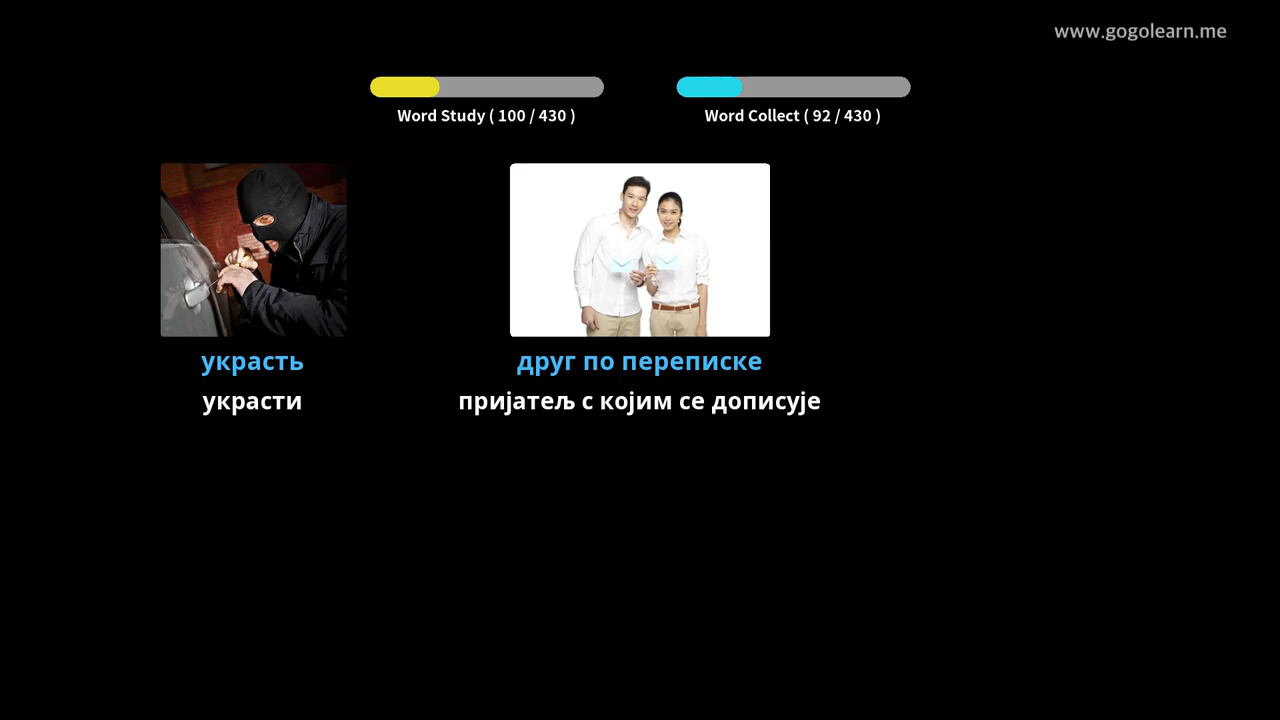 www.gogolearn.me
Word Study ( 100 / 430 )
Word Collect ( 92 / 430 )
украсть
украсти
друг по переписке
пријатељ с којим се дописује